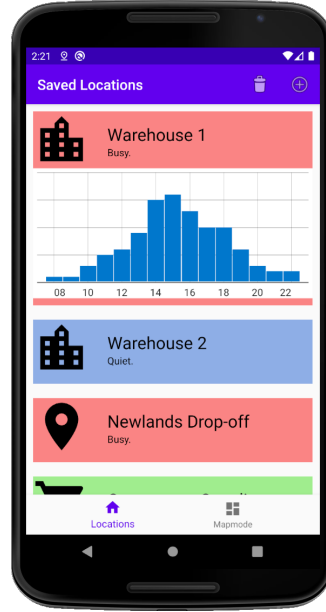 2:21
Saved Locations
Warehouse 1
Busy.
08 10 12 14 16 18 20 22
Warehouse 2
Quiet.
Newlands Drop-off
Busy.
Locations
Mapmode